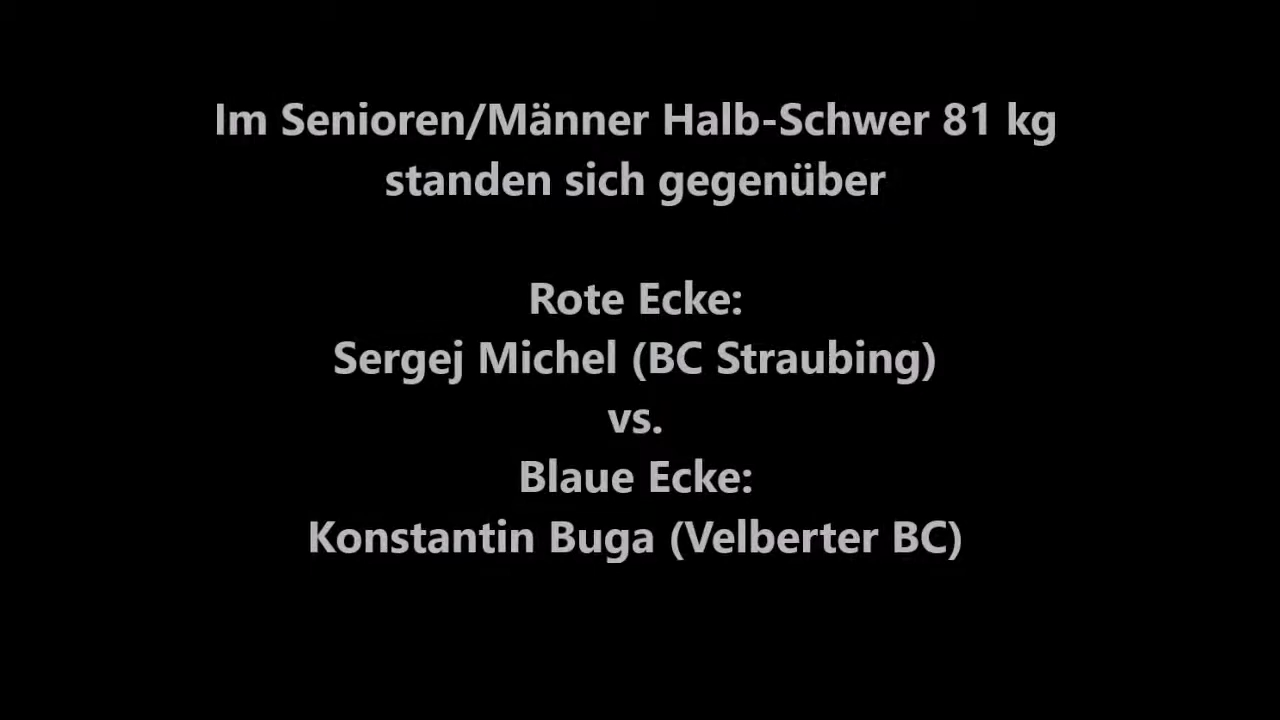 Im Senioren/Männer Halb-Schwer 81 kg
standen sich gegenüber
Rote Ecke:
Sergej Michel (BC Straubing)
vs.
Blaue Ecke:
Konstantin Buga (Velberter BC)